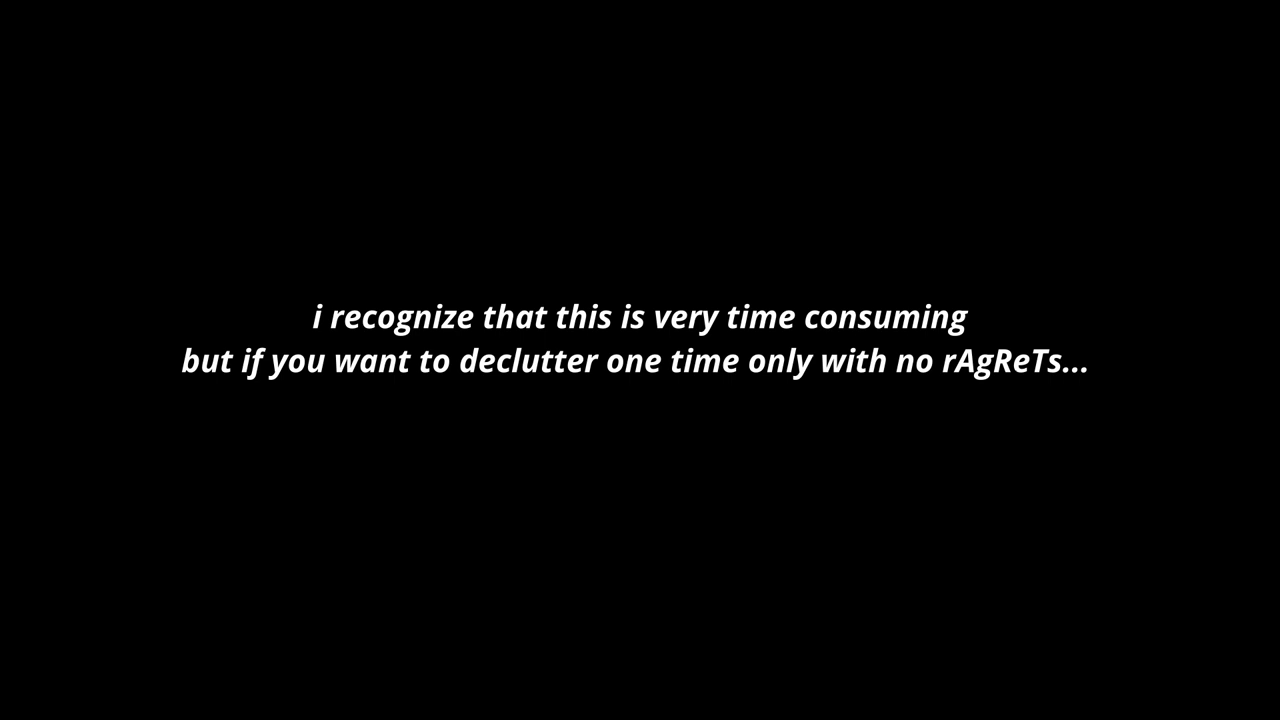 i recognize that this is very time consuming
but if you want to declutter one time only with no rAgReTs...